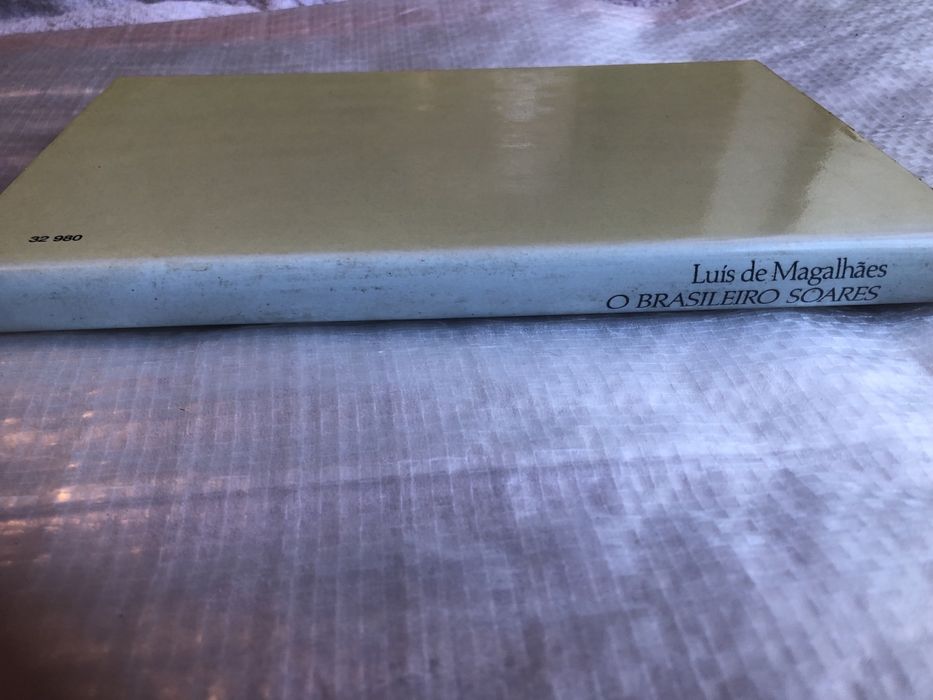 32 980
Luís de Magalhães
O BRASILEIRO SOARES